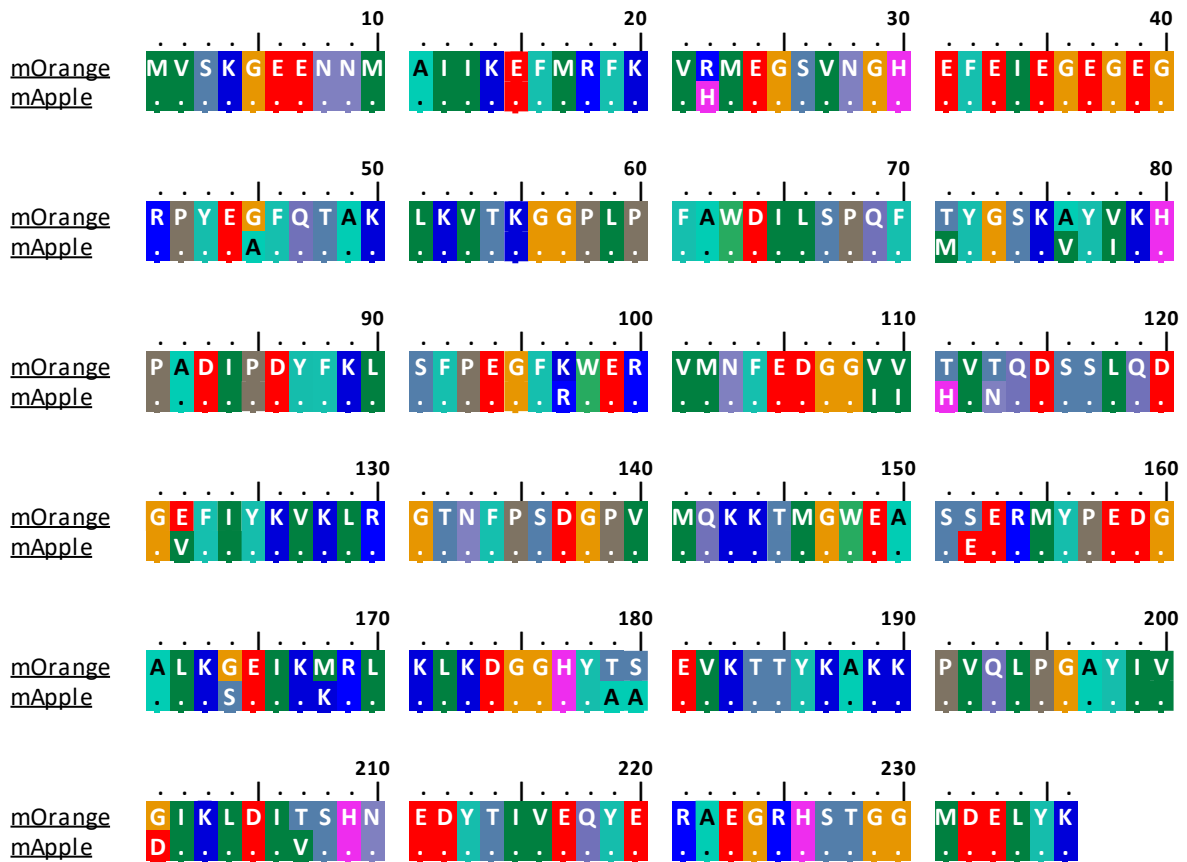 10 20 30 40
mOrange MVSKGEENNM AIIKEFMRFK VRMEGSVNGH EFEIEGEGEG
mApple .......... .......... .H........ ..........
50 60 70 80
mOrange RPYEGFQTAK LKVTKGGPLP FAWDILSPQF TYGSKAYVKH
mApple ....A..... .......... .......... M....V.I..
90 100 110 120
mOrange PADIPDYFKL SFPEGFKWER VMNFEDGGVV TVTQDSSLQD
mApple .......... ......R... ........II H.N.......
130 140 150 160
mOrange GEFIYKVKLR GTNFPSDGPV MQKKTMGWEA SSERMYPEDG
mApple .V........ .......... .......... .E........
170 180 190 200
mOrange ALKGEIKMRL KLKDGGHYTS EVKTTYKAKK PVQLPGAYIV
mApple ...S...K.. ........AA .......... ..........
210 220 230
mOrange GIKLDITSHN EDYTIVEQYE RAEGRHSTGG MDELYK
mApple D.....V... .......... .......... ......